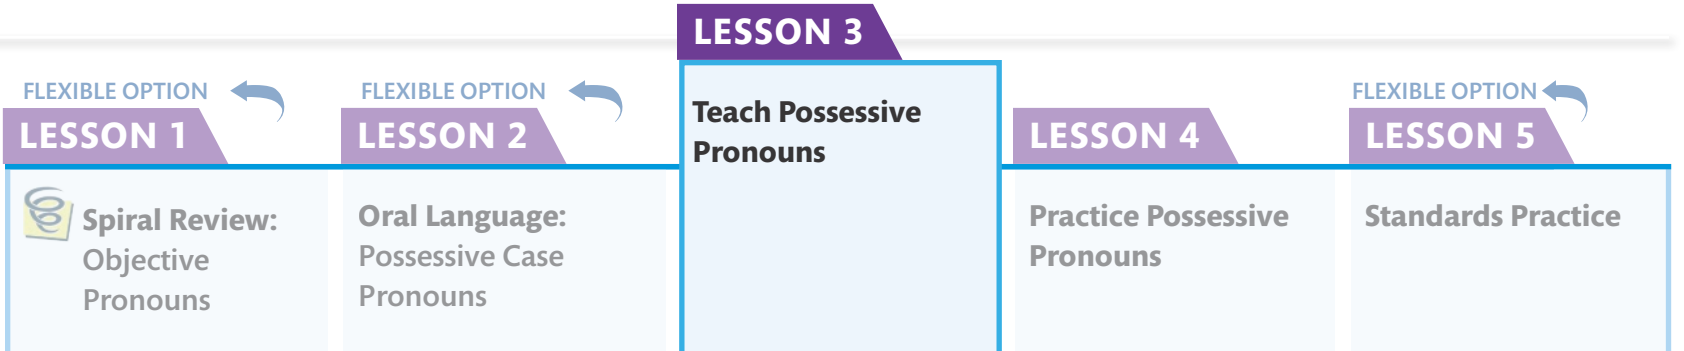 FLEXIBLE OPTION
LESSON 1
Spiral Review:
Objective
Pronouns
FLEXIBLE OPTION
LESSON 2
Oral Language:
Possessive Case
Pronouns
LESSON 3
Teach Possessive
Pronouns
LESSON 4
Practice Possessive
Pronouns
FLEXIBLE OPTION
LESSON 5
Standards Practice